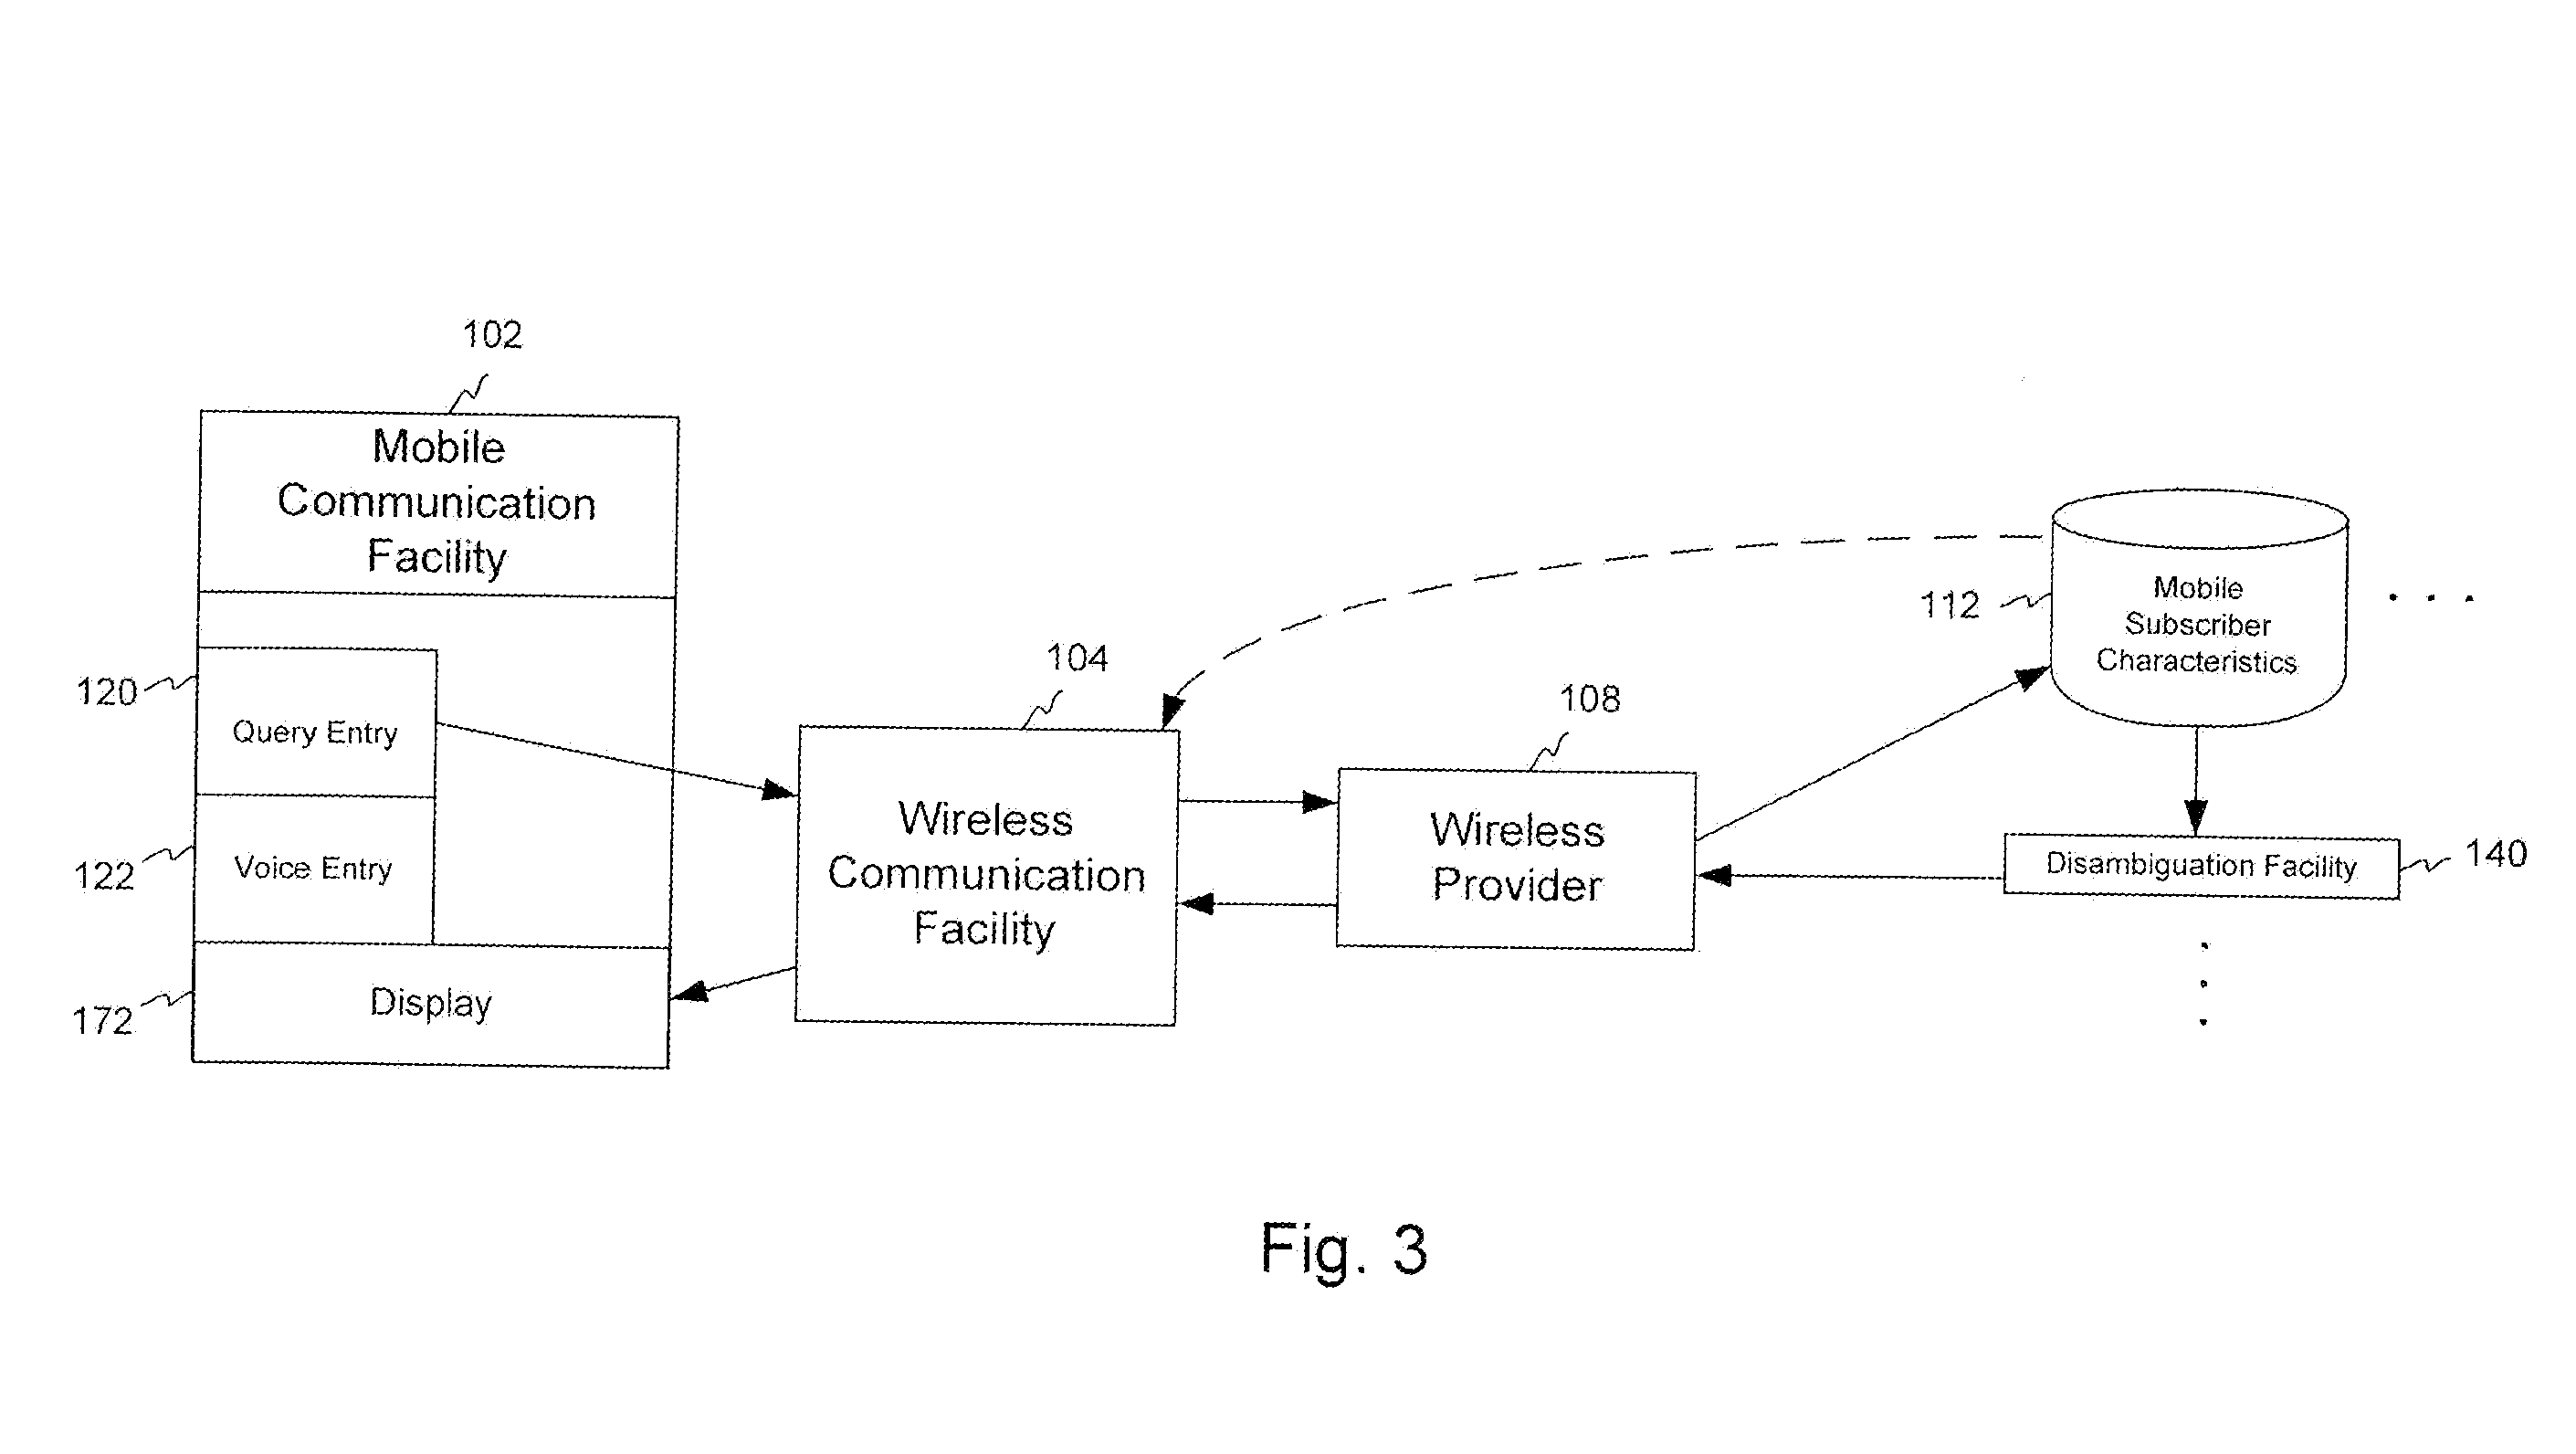 102
Mobile
Communication
Facility
120
Query Entry
122
Voice Entry
172
Display
104
Wireless
Communication
Facility
108
Wireless
Provider
112
Mobile
Subscriber
Characteristics
. . .
Disambiguation Facility
140
Fig. 3